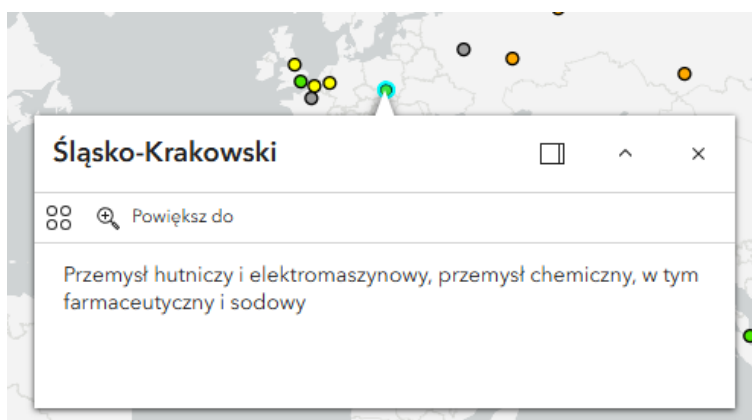 Śląsko-Krakowski
Powiększ do
Przemysł hutniczy i elektromaszynowy, przemysł chemiczny, w tym
farmaceutyczny i sodowy